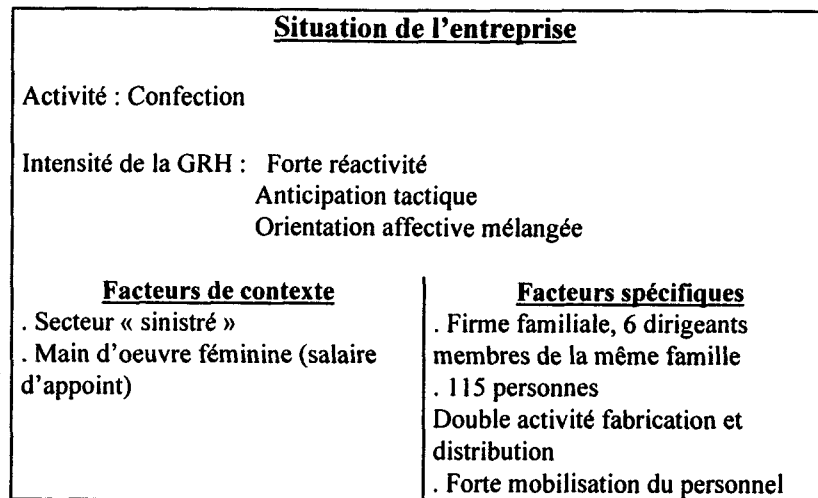 Situation de l'entreprise
Activité : Confection
Intensité de la GRH : Forte réactivité
Anticipation tactique
Orientation affective mélangée
Facteurs de contexte
. Secteur « sinistré »
. Main d'oeuvre féminine (salaire
d'appoint)
Facteurs spécifiques
. Firme familiale, 6 dirigeants
membres de la même famille
. 115 personnes
Double activité fabrication et
distribution
. Forte mobilisation du personnel